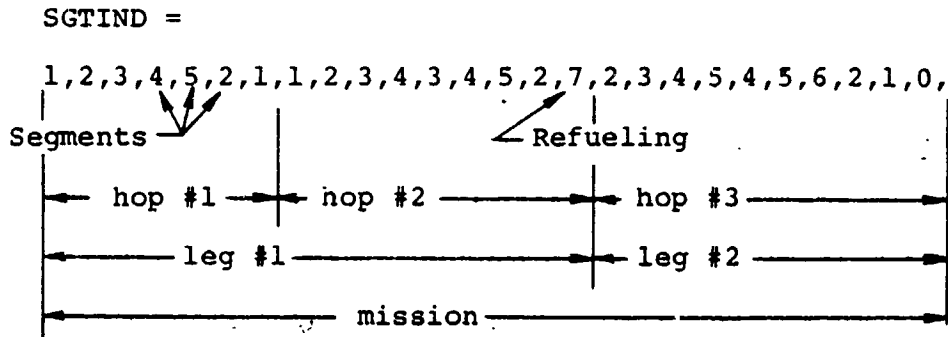 SGTIND =
1,2,3,4,5,2,1,1,2,3,4,3,4,5,2,7,2,3,4,5,4,5,6,2,1,0,
Segments Refueling
hop #1 hop #2 hop #3
leg #1 leg #2
mission